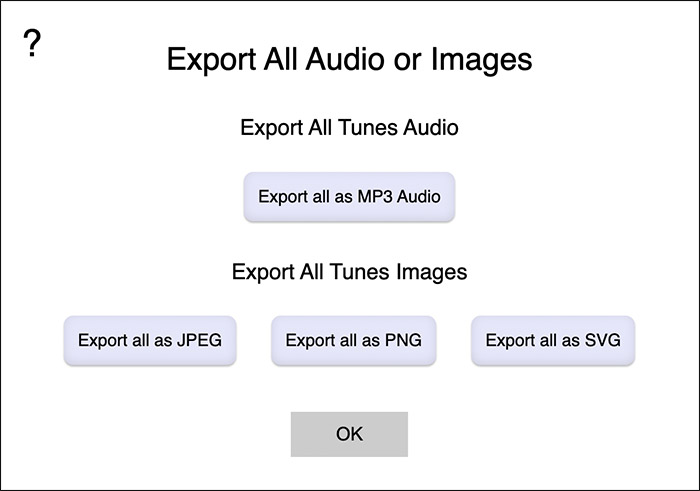 ?
Export All Audio or Images
Export All Tunes Audio
Export all as MP3 Audio
Export All Tunes Images
Export all as JPEG
Export all as PNG
Export all as SVG
OK